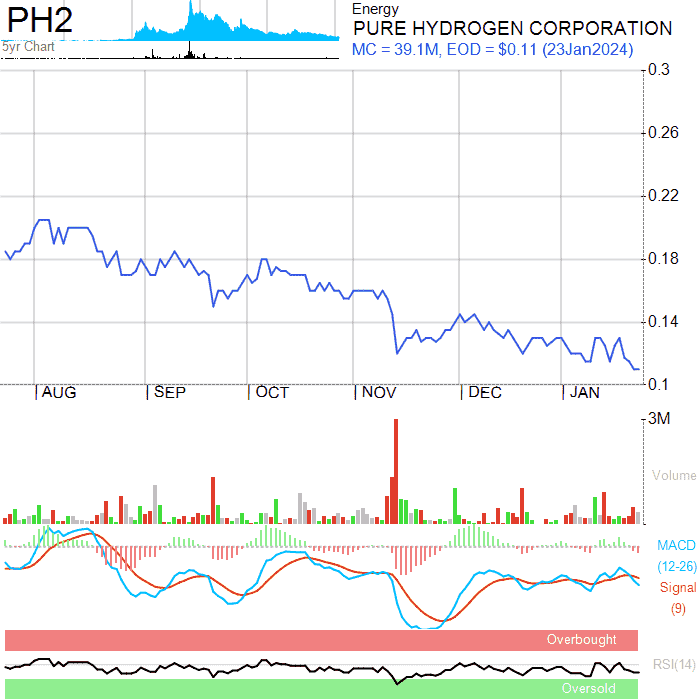 PH2
5yr Chart
Energy
PURE HYDROGEN CORPORATION
MC = 39.1M, EOD = $0.11 (23Jan2024)
0.3
0.26
0.22
0.18
0.14
0.1
AUG SEP OCT NOV DEC JAN
3M
Volume
MACD
(12-26)
Signal
(9)
Overbought
RSI(14)
Oversold